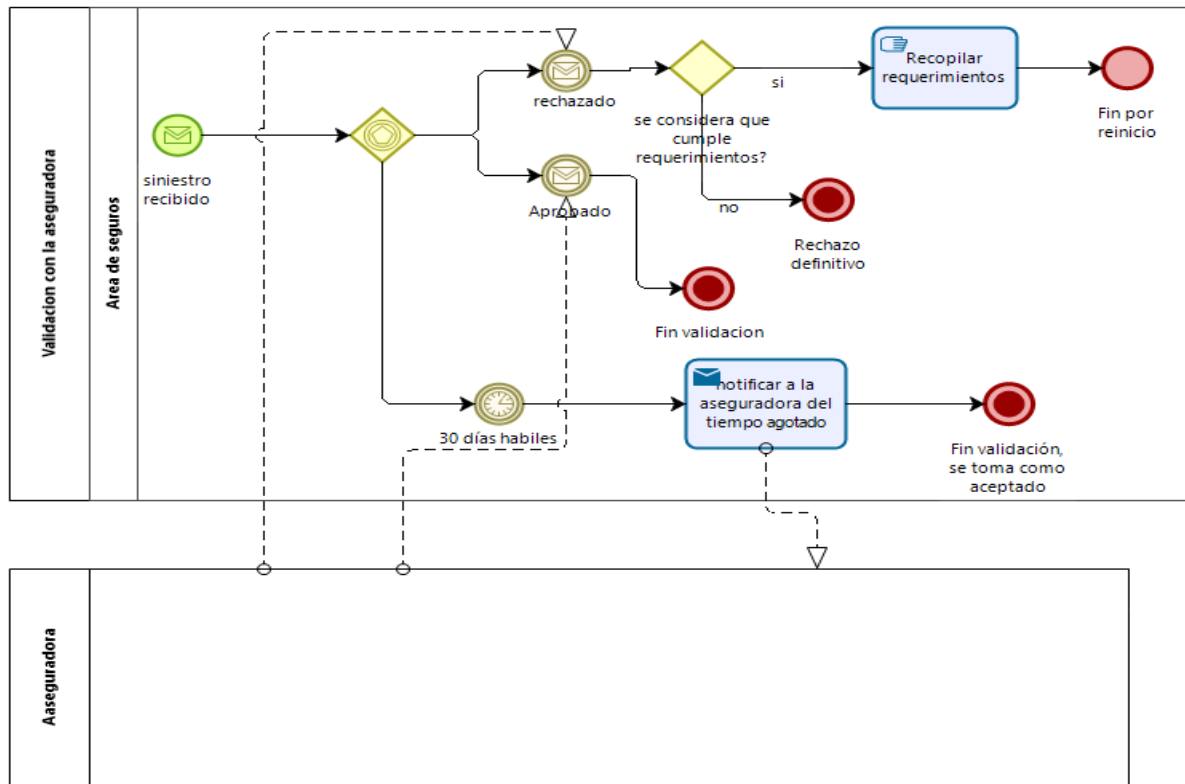 Validacion con la aseguradora
Area de seguros
siniestro
recibido
rechazado
se considera que
cumple
requerimientos?
si
Recopilar
requerimientos
Fin por
reinicio
Aprobado
no
Rechazo
definitivo
Fin validacion
30 días habiles
notificar a la
aseguradora del
tiempo agotado
Fin validación,
se toma como
aceptado
Aaseguradora